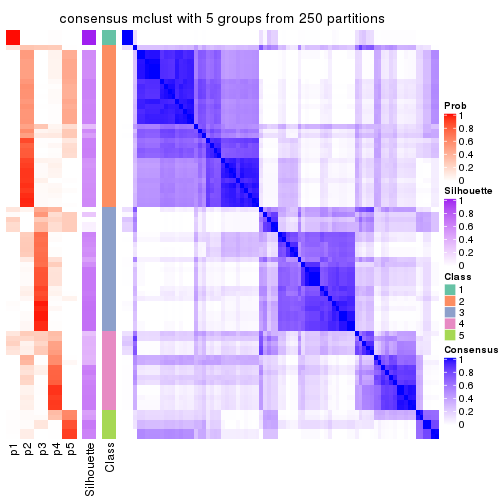 consensus mclust with 5 groups from 250 partitions
Prob
1
0.8
0.6
0.4
0.2
0
Silhouette
1
0.8
0.6
0.4
0.2
0
Class
1
2
3
4
5
Consensus
1
0.8
0.6
0.4
0.2
0
p1
p2
p3
p4
p5
Silhouette
Class